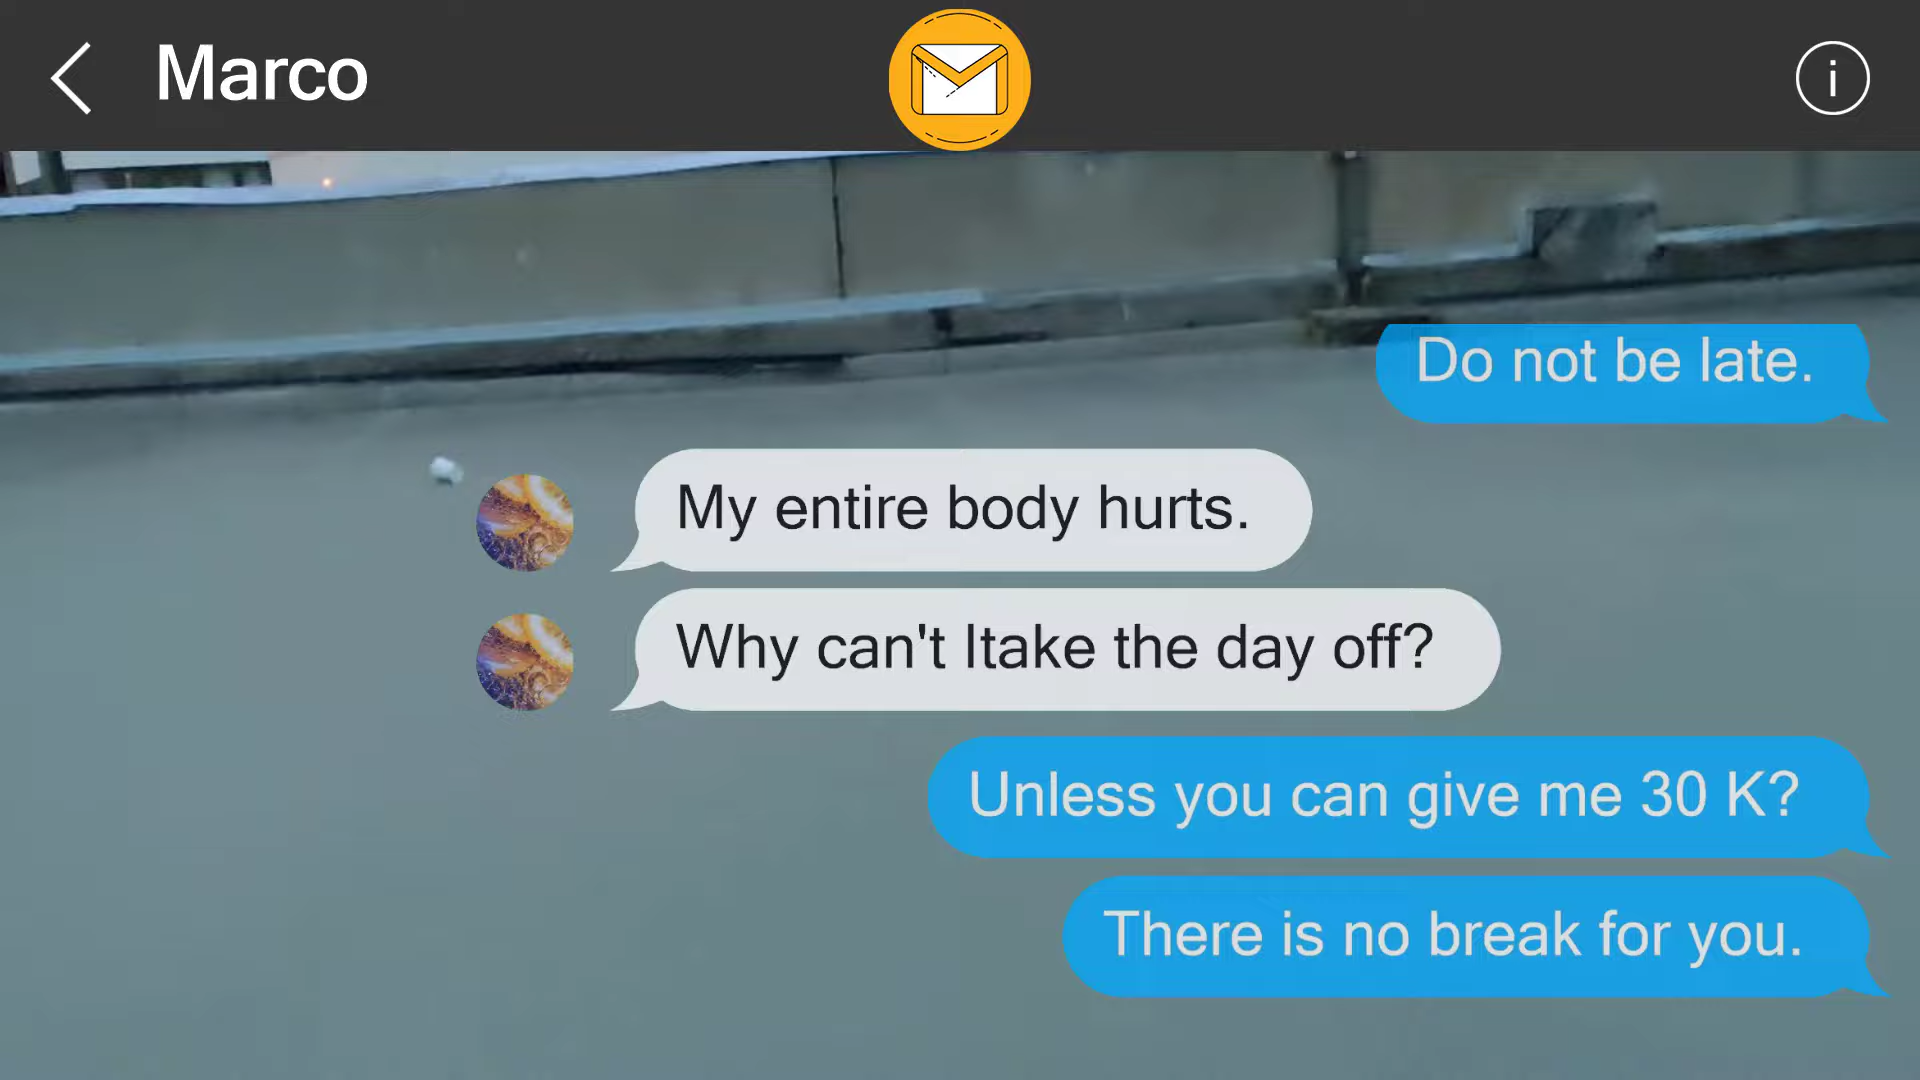 Marco
i
Do not be late.
My entire body hurts.
Why can't Itake the day off?
Unless you can give me 30 K?
There is no break for you.